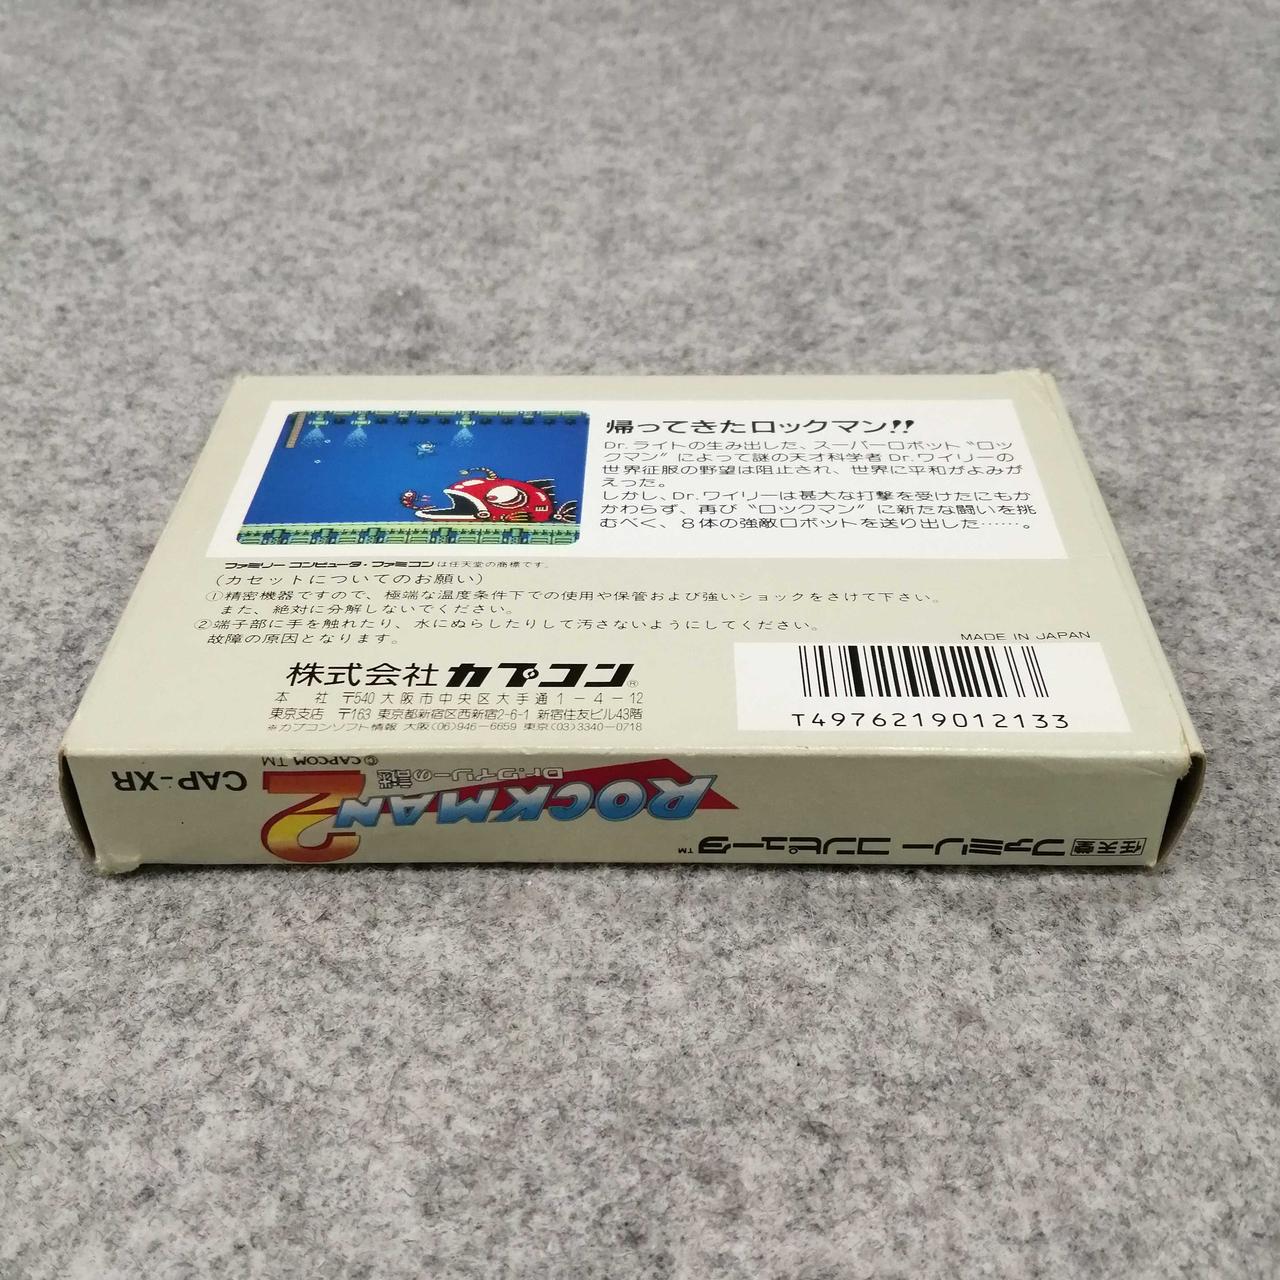 帰ってきたロックマン!!
Dr.ライトの生み出した、スーパーロボット〝ロッ
クマン〟によって謎の天才科学者 Dr.ワイリーの
世界征服の野望は阻止され、世界に平和がよみが
えった。
しかし、Dr.ワイリーは甚大な打撃を受けたにもか
かわらず、再び〝ロックマン〟に新たな闘いを挑
むべく、8体の強敵ロボットを送り出した……。
ファミリーコンピュータ・ファミコンは任天堂の商標です。
(カセットについてのお願い)
①精密機器ですので、極端な温度条件下での使用や保管および強いショックをさけて下さい。
また、絶対に分解しないでください。
②端子部に手を触れたり、水にぬらしたりして汚さないようにしてください。
故障の原因となります。
MADE IN JAPAN
株式会社カプコン®
本 社 〒540 大阪市中央区大手通1-4-12
東京支店 〒163 東京都新宿区西新宿2-6-1 新宿住友ビル43階
※カプコンソフト情報 大阪(06)946-6659 東京(03)3340-0718
T4976219012133
任天堂 ファミリー コンピュータ™
ROCKMAN 2
Dr.ワイリーの謎
©CAPCOM TM
CAP-XR